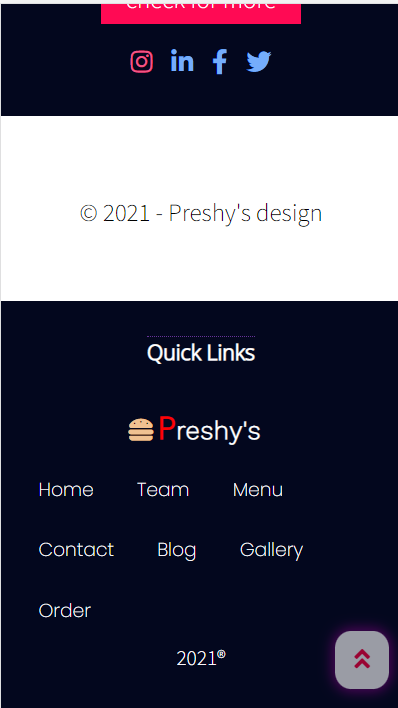 check for more
© 2021 - Preshy's design
Quick Links
Preshy's
Home Team Menu
Contact Blog Gallery
Order
2021®